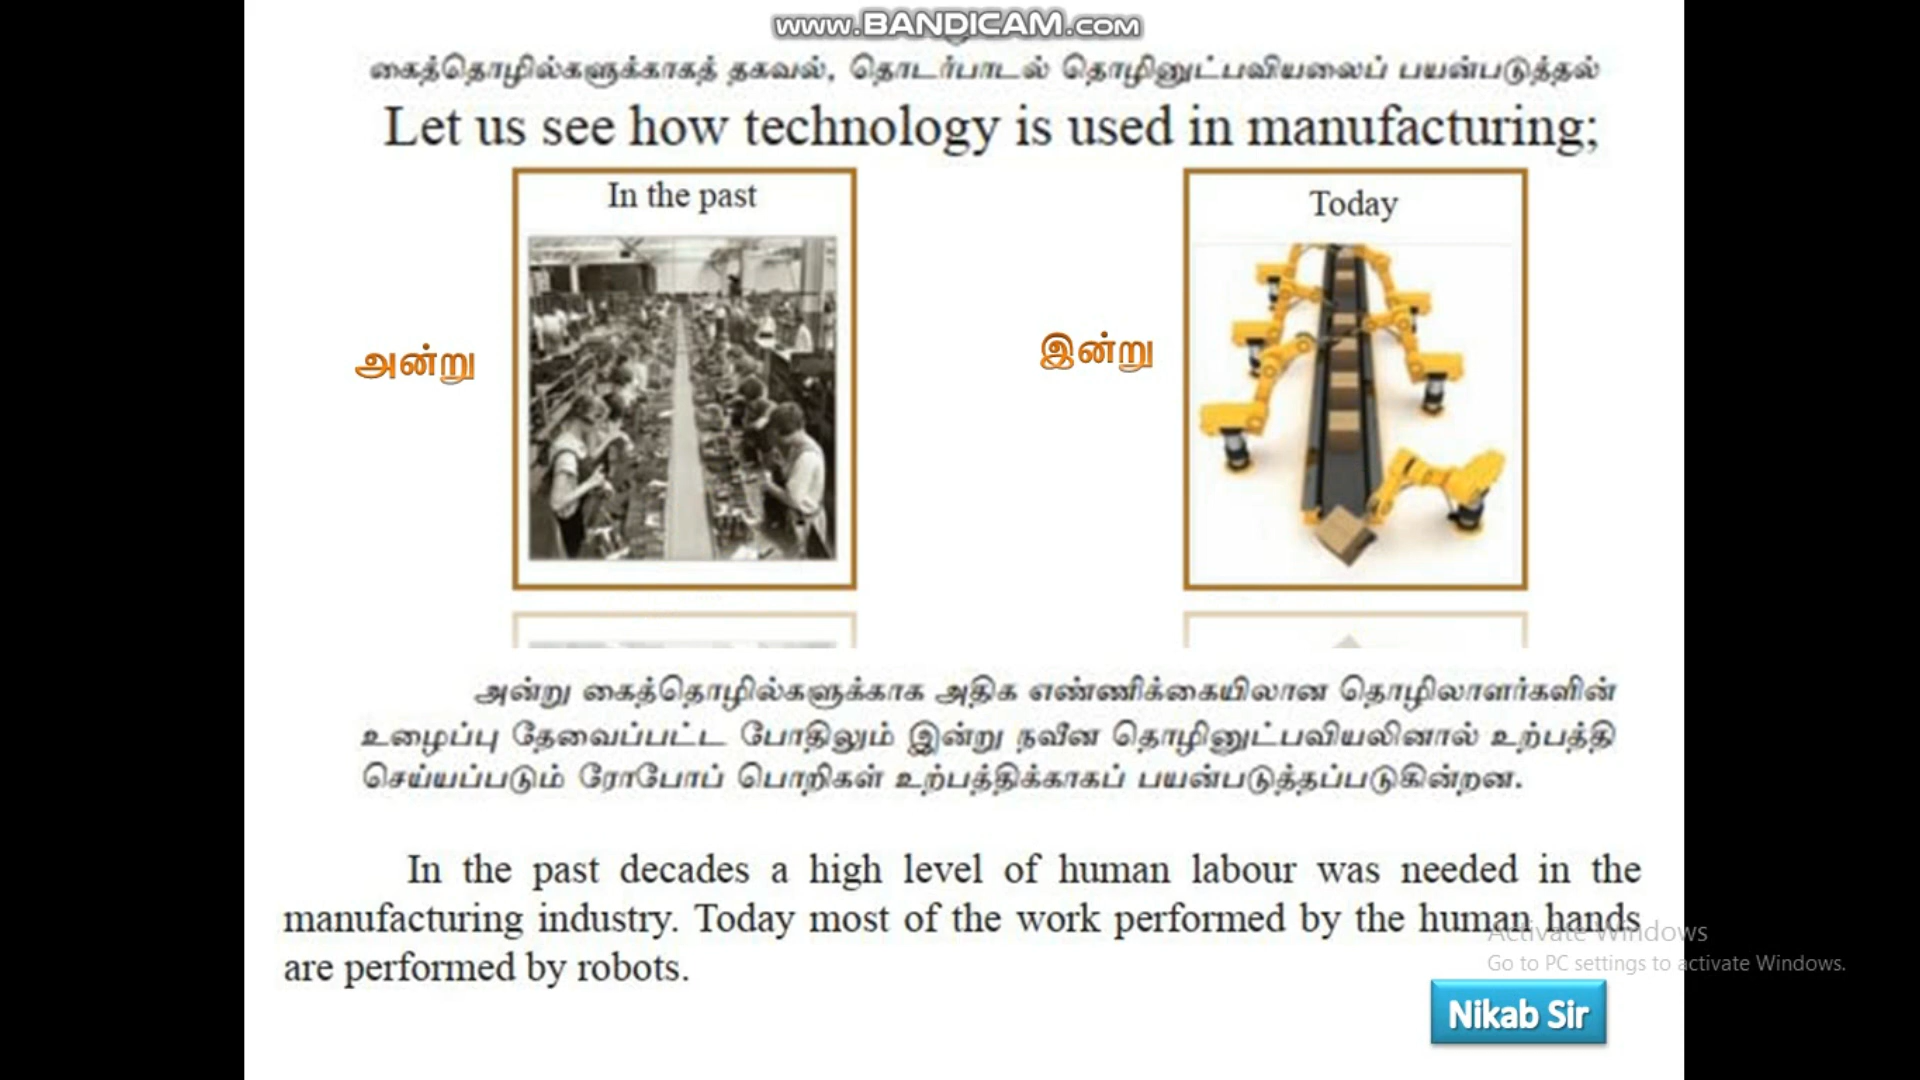 www.BANDICAM.com
கைத்தொழில்களுக்காகத் தகவல், தொடர்பாடல் தொழினுட்பவியலைப் பயன்படுத்தல்
Let us see how technology is used in manufacturing;
In the past
Today
அன்று
இன்று
அன்று கைத்தொழில்களுக்காக அதிக எண்ணிக்கையிலான தொழிலாளர்களின்
உழைப்பு தேவைப்பட்ட போதிலும் இன்று நவீன தொழினுட்பவியலினால் உற்பத்தி
செய்யப்படும் ரோபோப் பொறிகள் உற்பத்திக்காகப் பயன்படுத்தப்படுகின்றன.
In the past decades a high level of human labour was needed in the
manufacturing industry. Today most of the work performed by the human hands
are performed by robots.
Activate Windows
Go to PC settings to activate Windows.
Nikab Sir